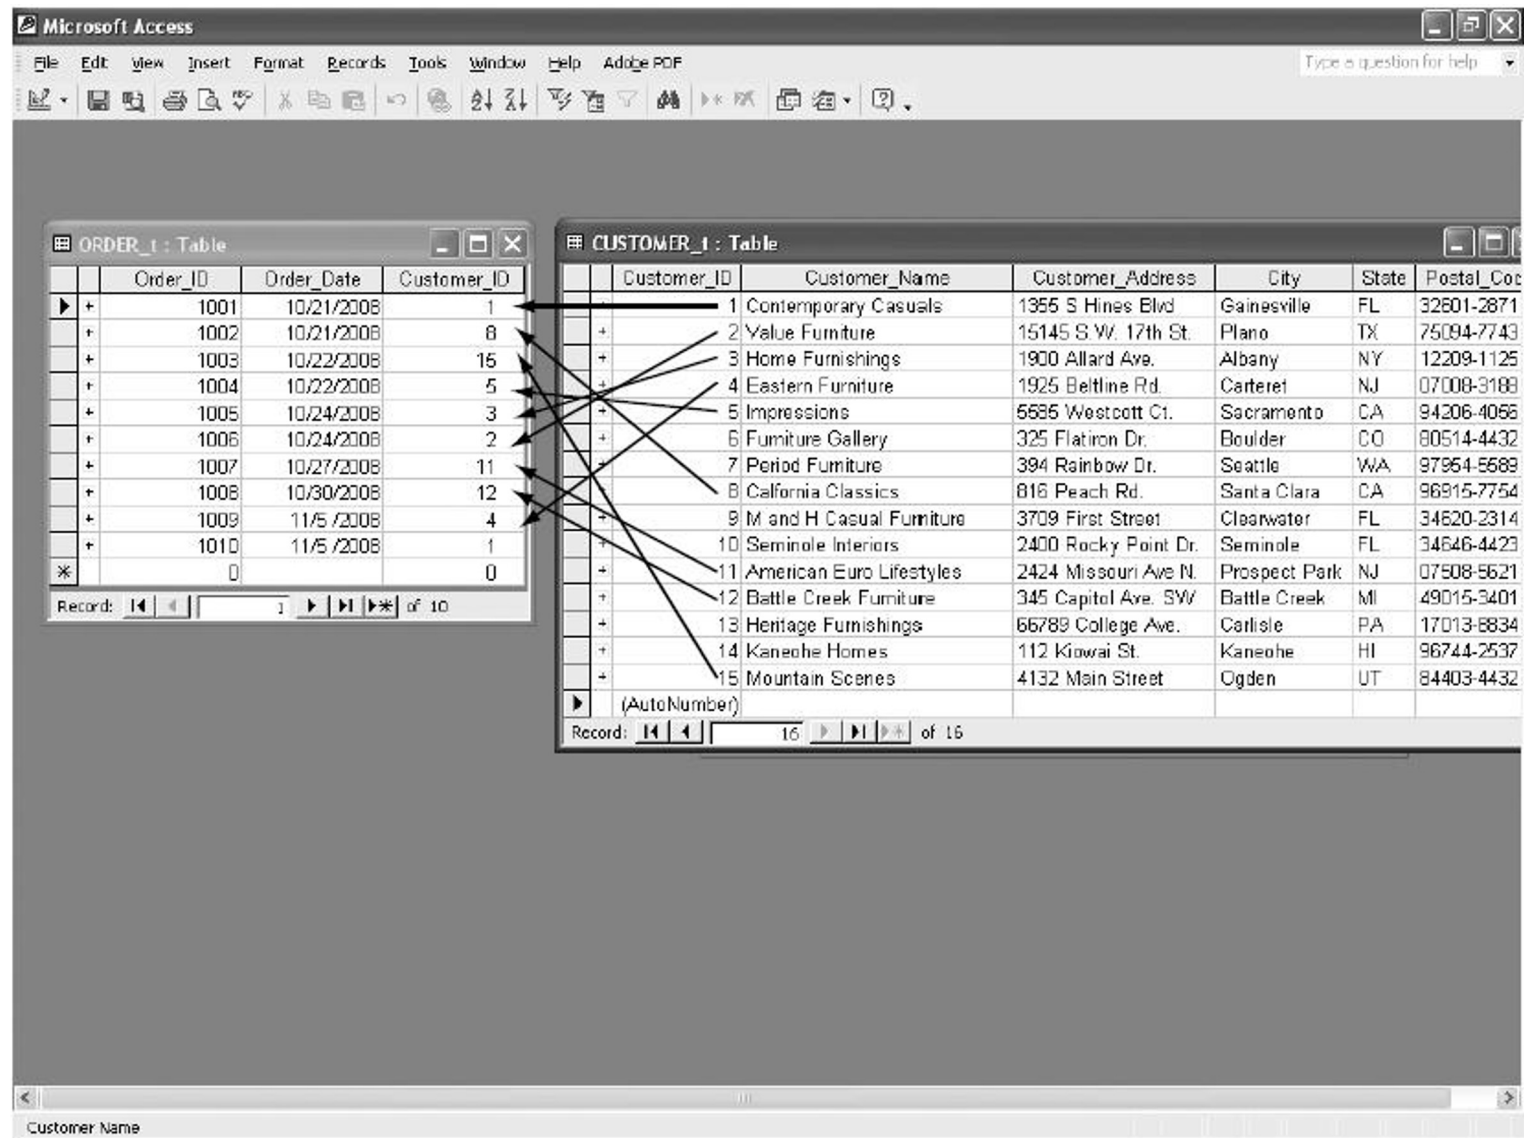 Microsoft Access
File Edit View Insert Format Records Tools Window Help Adobe PDF Type a question for help
ORDER_t : Table
Order_ID Order_Date Customer_ID
+ 1001 10/21/2008 1
+ 1002 10/21/2008 8
+ 1003 10/22/2008 15
+ 1004 10/22/2008 5
+ 1005 10/24/2008 3
+ 1006 10/24/2008 2
+ 1007 10/27/2008 11
+ 1008 10/30/2008 12
+ 1009 11/5 /2008 4
+ 1010 11/5 /2008 1
* 0 0
Record: 1 of 10
CUSTOMER_t : Table
Customer_ID Customer_Name Customer_Address City State Postal_Coc
+ 1 Contemporary Casuals 1355 S Hines Blvd Gainesville FL 32601-2871
+ 2 Value Furniture 15145 S.W. 17th St. Plano TX 75094-7743
+ 3 Home Furnishings 1900 Allard Ave. Albany NY 12209-1125
+ 4 Eastern Furniture 1925 Beltline Rd. Carteret NJ 07008-3188
+ 5 Impressions 5585 Westcott Ct. Sacramento CA 94206-4056
+ 6 Furniture Gallery 325 Flatiron Dr. Boulder CO 80514-4432
+ 7 Period Furniture 394 Rainbow Dr. Seattle WA 97954-5589
+ 8 Calfornia Classics 816 Peach Rd. Santa Clara CA 96915-7754
+ 9 M and H Casual Furniture 3709 First Street Clearwater FL 34620-2314
+ 10 Seminole Interiors 2400 Rocky Point Dr. Seminole FL 34646-4423
+ 11 American Euro Lifestyles 2424 Missouri Ave N. Prospect Park NJ 07508-5621
+ 12 Battle Creek Furniture 345 Capitol Ave. SW Battle Creek MI 49015-3401
+ 13 Heritage Furnishings 66789 College Ave. Carlisle PA 17013-8834
+ 14 Kaneohe Homes 112 Kiowai St. Kaneohe HI 96744-2537
+ 15 Mountain Scenes 4132 Main Street Ogden UT 84403-4432
(AutoNumber)
Record: 16 of 16
Customer Name